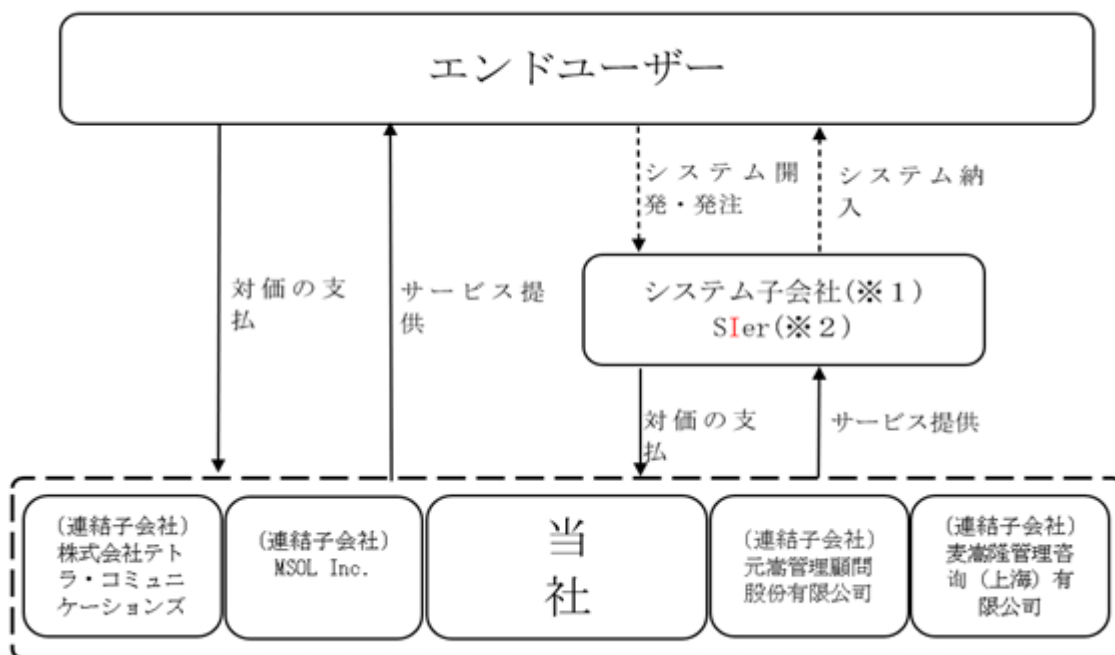 エンドユーザー
システム開
発・発注
システム納
入
対価の支
払
サービス提
供
システム子会社(※１)
SIer(※２)
対価の支
払
サービス提供
(連結子会社)
株式会社テト
ラ・コミュニ
ケーションズ
(連結子会社)
MSOL Inc.
当
社
(連結子会社)
元嵩管理顧問
股份有限公司
(連結子会社)
麦嵩隆管理咨
询（上海）有
限公司